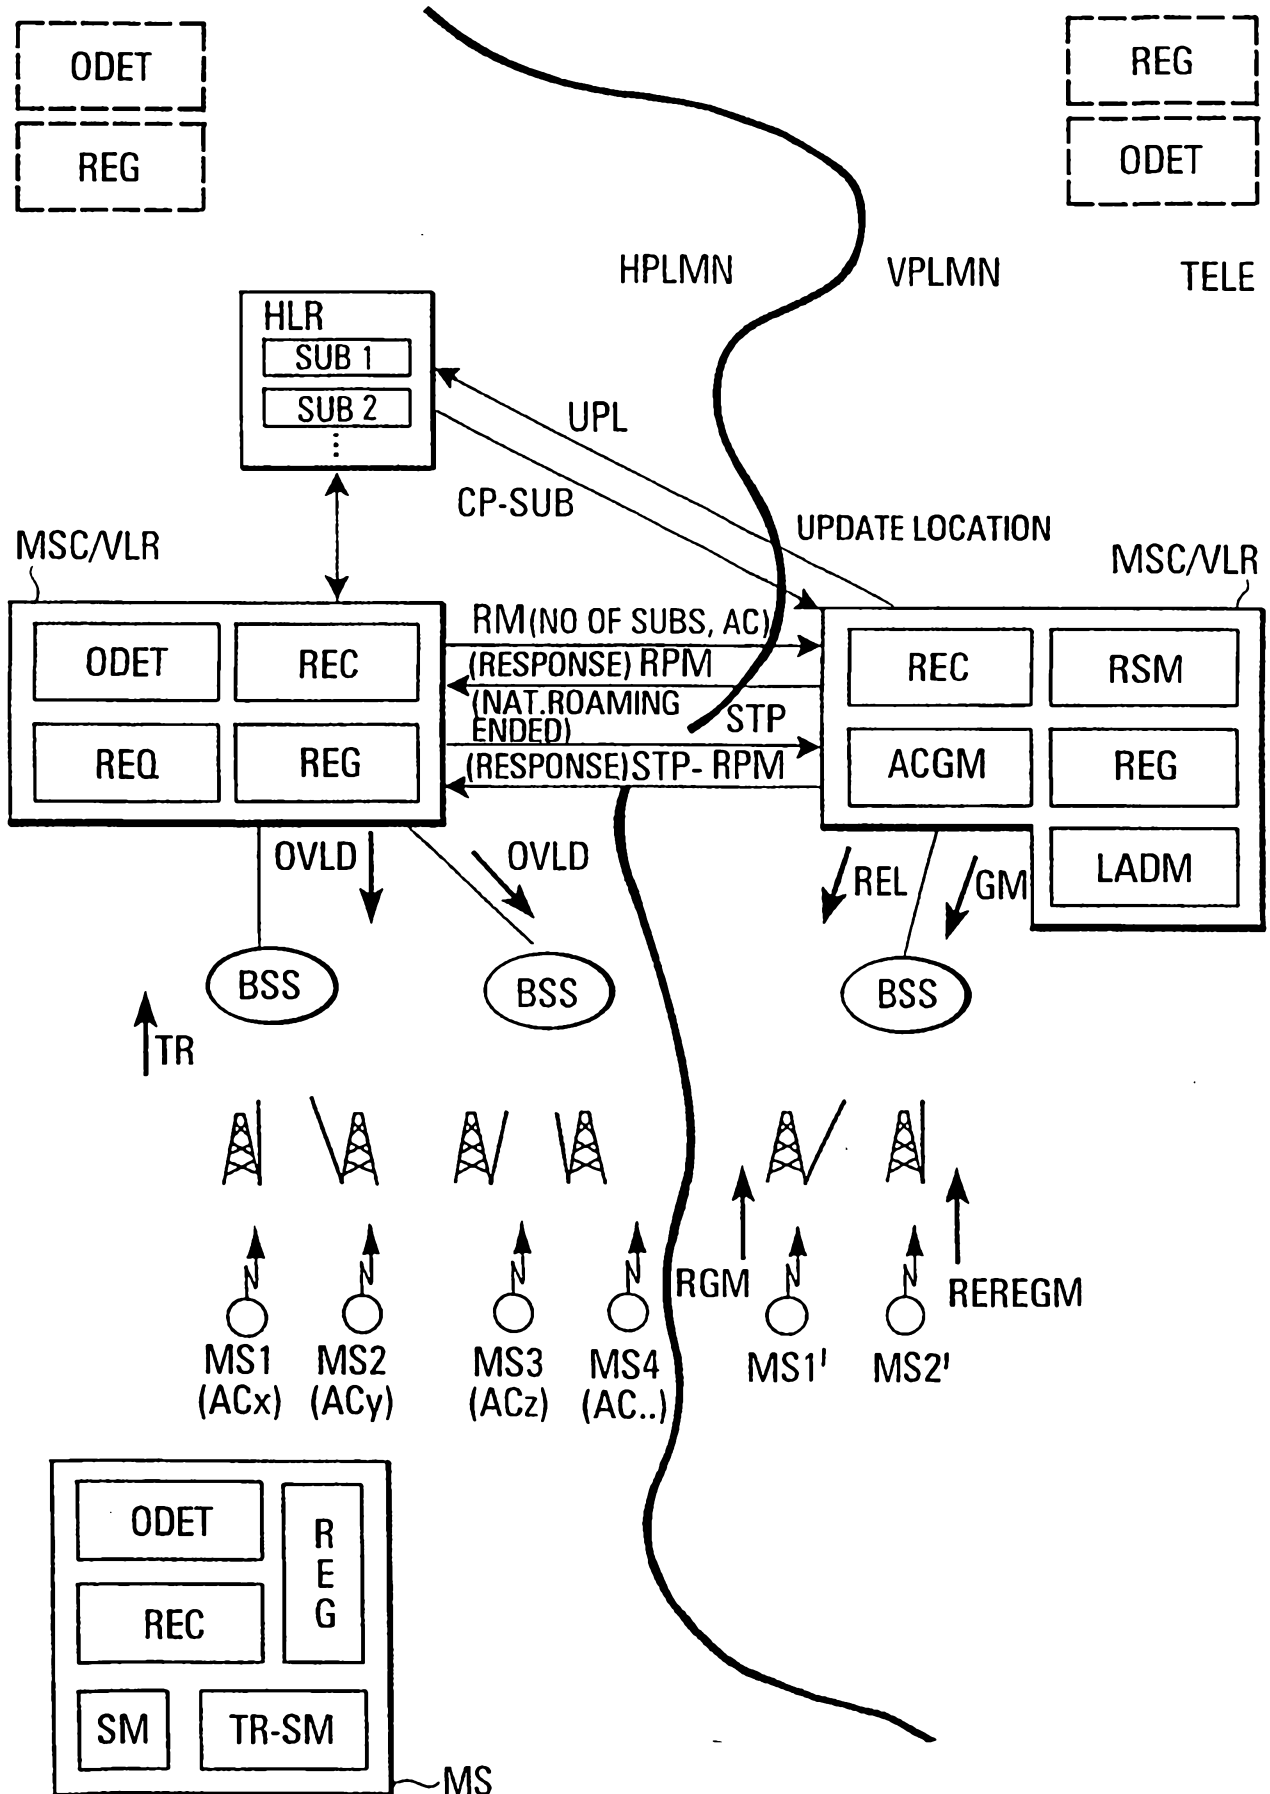 ODET
REG
REG
ODET
HPLMN
VPLMN
TELE
HLR
SUB 1
SUB 2
UPL
CP-SUB
UPDATE LOCATION
MSC/VLR
MSC/VLR
ODET
REC
REQ
REG
RM (NO OF SUBS, AC)
(RESPONSE) RPM
(NAT.ROAMING
ENDED)
STP
(RESPONSE) STP- RPM
REC
RSM
ACGM
REG
LADM
OVLD
OVLD
REL
GM
BSS
BSS
BSS
TR
RGM
REREGM
MS1
(ACx)
MS2
(ACy)
MS3
(ACz)
MS4
(AC..)
MS1'
MS2'
ODET
REG
REC
SM
TR-SM
MS